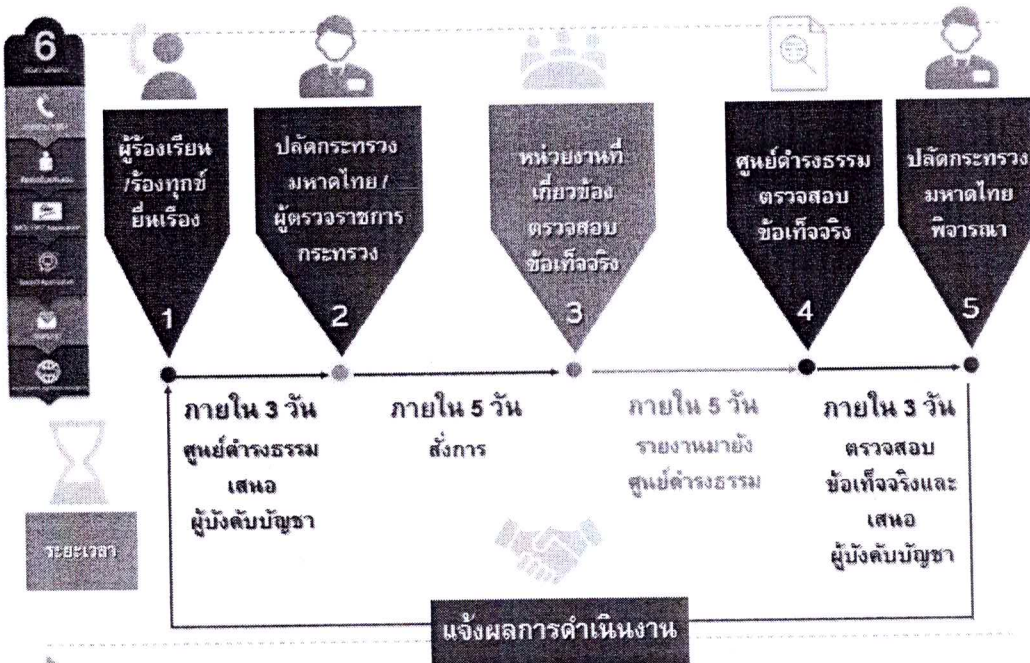 6
ผู้ร้องเรียน
/ร้องทุกข์
ยื่นเรื่อง
1
ปลัดกระทรวง
มหาดไทย /
ผู้ตรวจราชการ
กระทรวง
2
หน่วยงานที่
เกี่ยวข้อง
ตรวจสอบ
ข้อเท็จจริง
3
ศูนย์ดำรงธรรม
ตรวจสอบ
ข้อเท็จจริง
4
ปลัดกระทรวง
มหาดไทย
พิจารณา
5
ภายใน 3 วัน
ศูนย์ดำรงธรรม
เสนอ
ผู้บังคับบัญชา
ภายใน 5 วัน
สั่งการ
ภายใน 5 วัน
รายงานมายัง
ศูนย์ดำรงธรรม
ภายใน 3 วัน
ตรวจสอบ
ข้อเท็จจริงและ
เสนอ
ผู้บังคับบัญชา
ระยะเวลา
แจ้งผลการดำเนินงาน